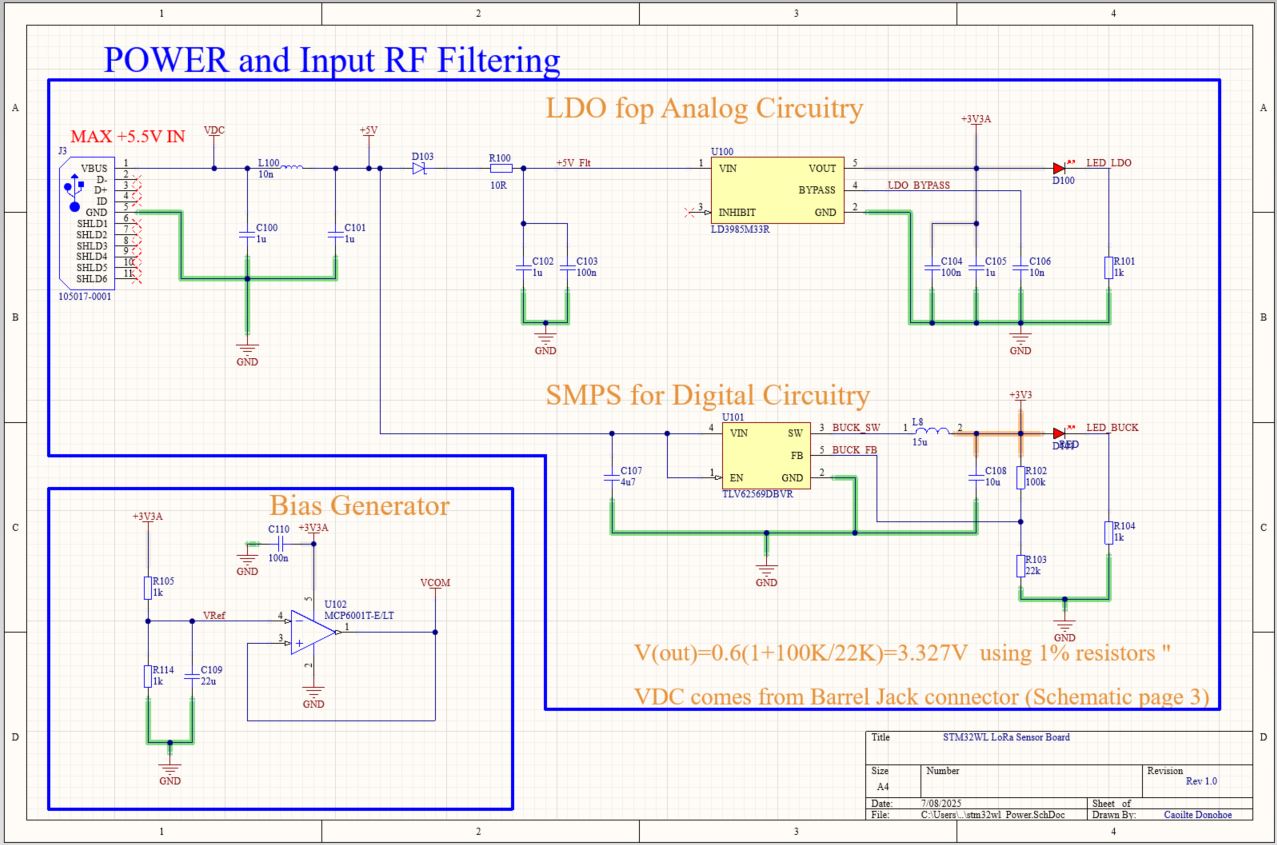 1 2 3 4
POWER and Input RF Filtering
A
LDO fop Analog Circuitry
A
MAX +5.5V IN
VDC
+5V
+3V3A
J3
VBUS 1
D- 2
D+ 3
ID 4
GND 5
SHLD1 6
SHLD2 7
SHLD3 8
SHLD4 9
SHLD5 10
SHLD6 11
105017-0001
L100
10n
C100
1u
C101
1u
GND
D103
R100
10R
+5V_Flt
C102
1u
C103
100n
GND
U100
1 VIN
3 INHIBIT
VOUT 5
BYPASS 4
GND 2
LD3985M33R
LDO_BYPASS
D100
LED_LDO
C104
100n
C105
1u
C106
10n
R101
1k
GND
B
B
SMPS for Digital Circuitry
+3V3
U101
4 VIN
1 EN
SW 3
FB 5
GND 2
TLV62569DBVR
BUCK_SW
BUCK_FB
1 L8 2
15u
RED
LED_BUCK
C107
4u7
C108
10u
R102
100k
R103
22k
R104
1k
GND
GND
C
C
Bias Generator
+3V3A
C110
100n
+3V3A
GND
R105
1k
VRef
U102
MCP6001T-E/LT
4
3
5
1
2
VCOM
R114
1k
C109
22u
GND
GND
V(out)=0.6(1+100K/22K)=3.327V using 1% resistors "
VDC comes from Barrel Jack connector (Schematic page 3)
D
D
Title STM32WL LoRa Sensor Board
Size Number Revision
A4 Rev 1.0
Date: 7/08/2025 Sheet of
File: C:\Users\..\stm32wl_Power.SchDoc Drawn By: Caoilte Donohoe
1 2 3 4